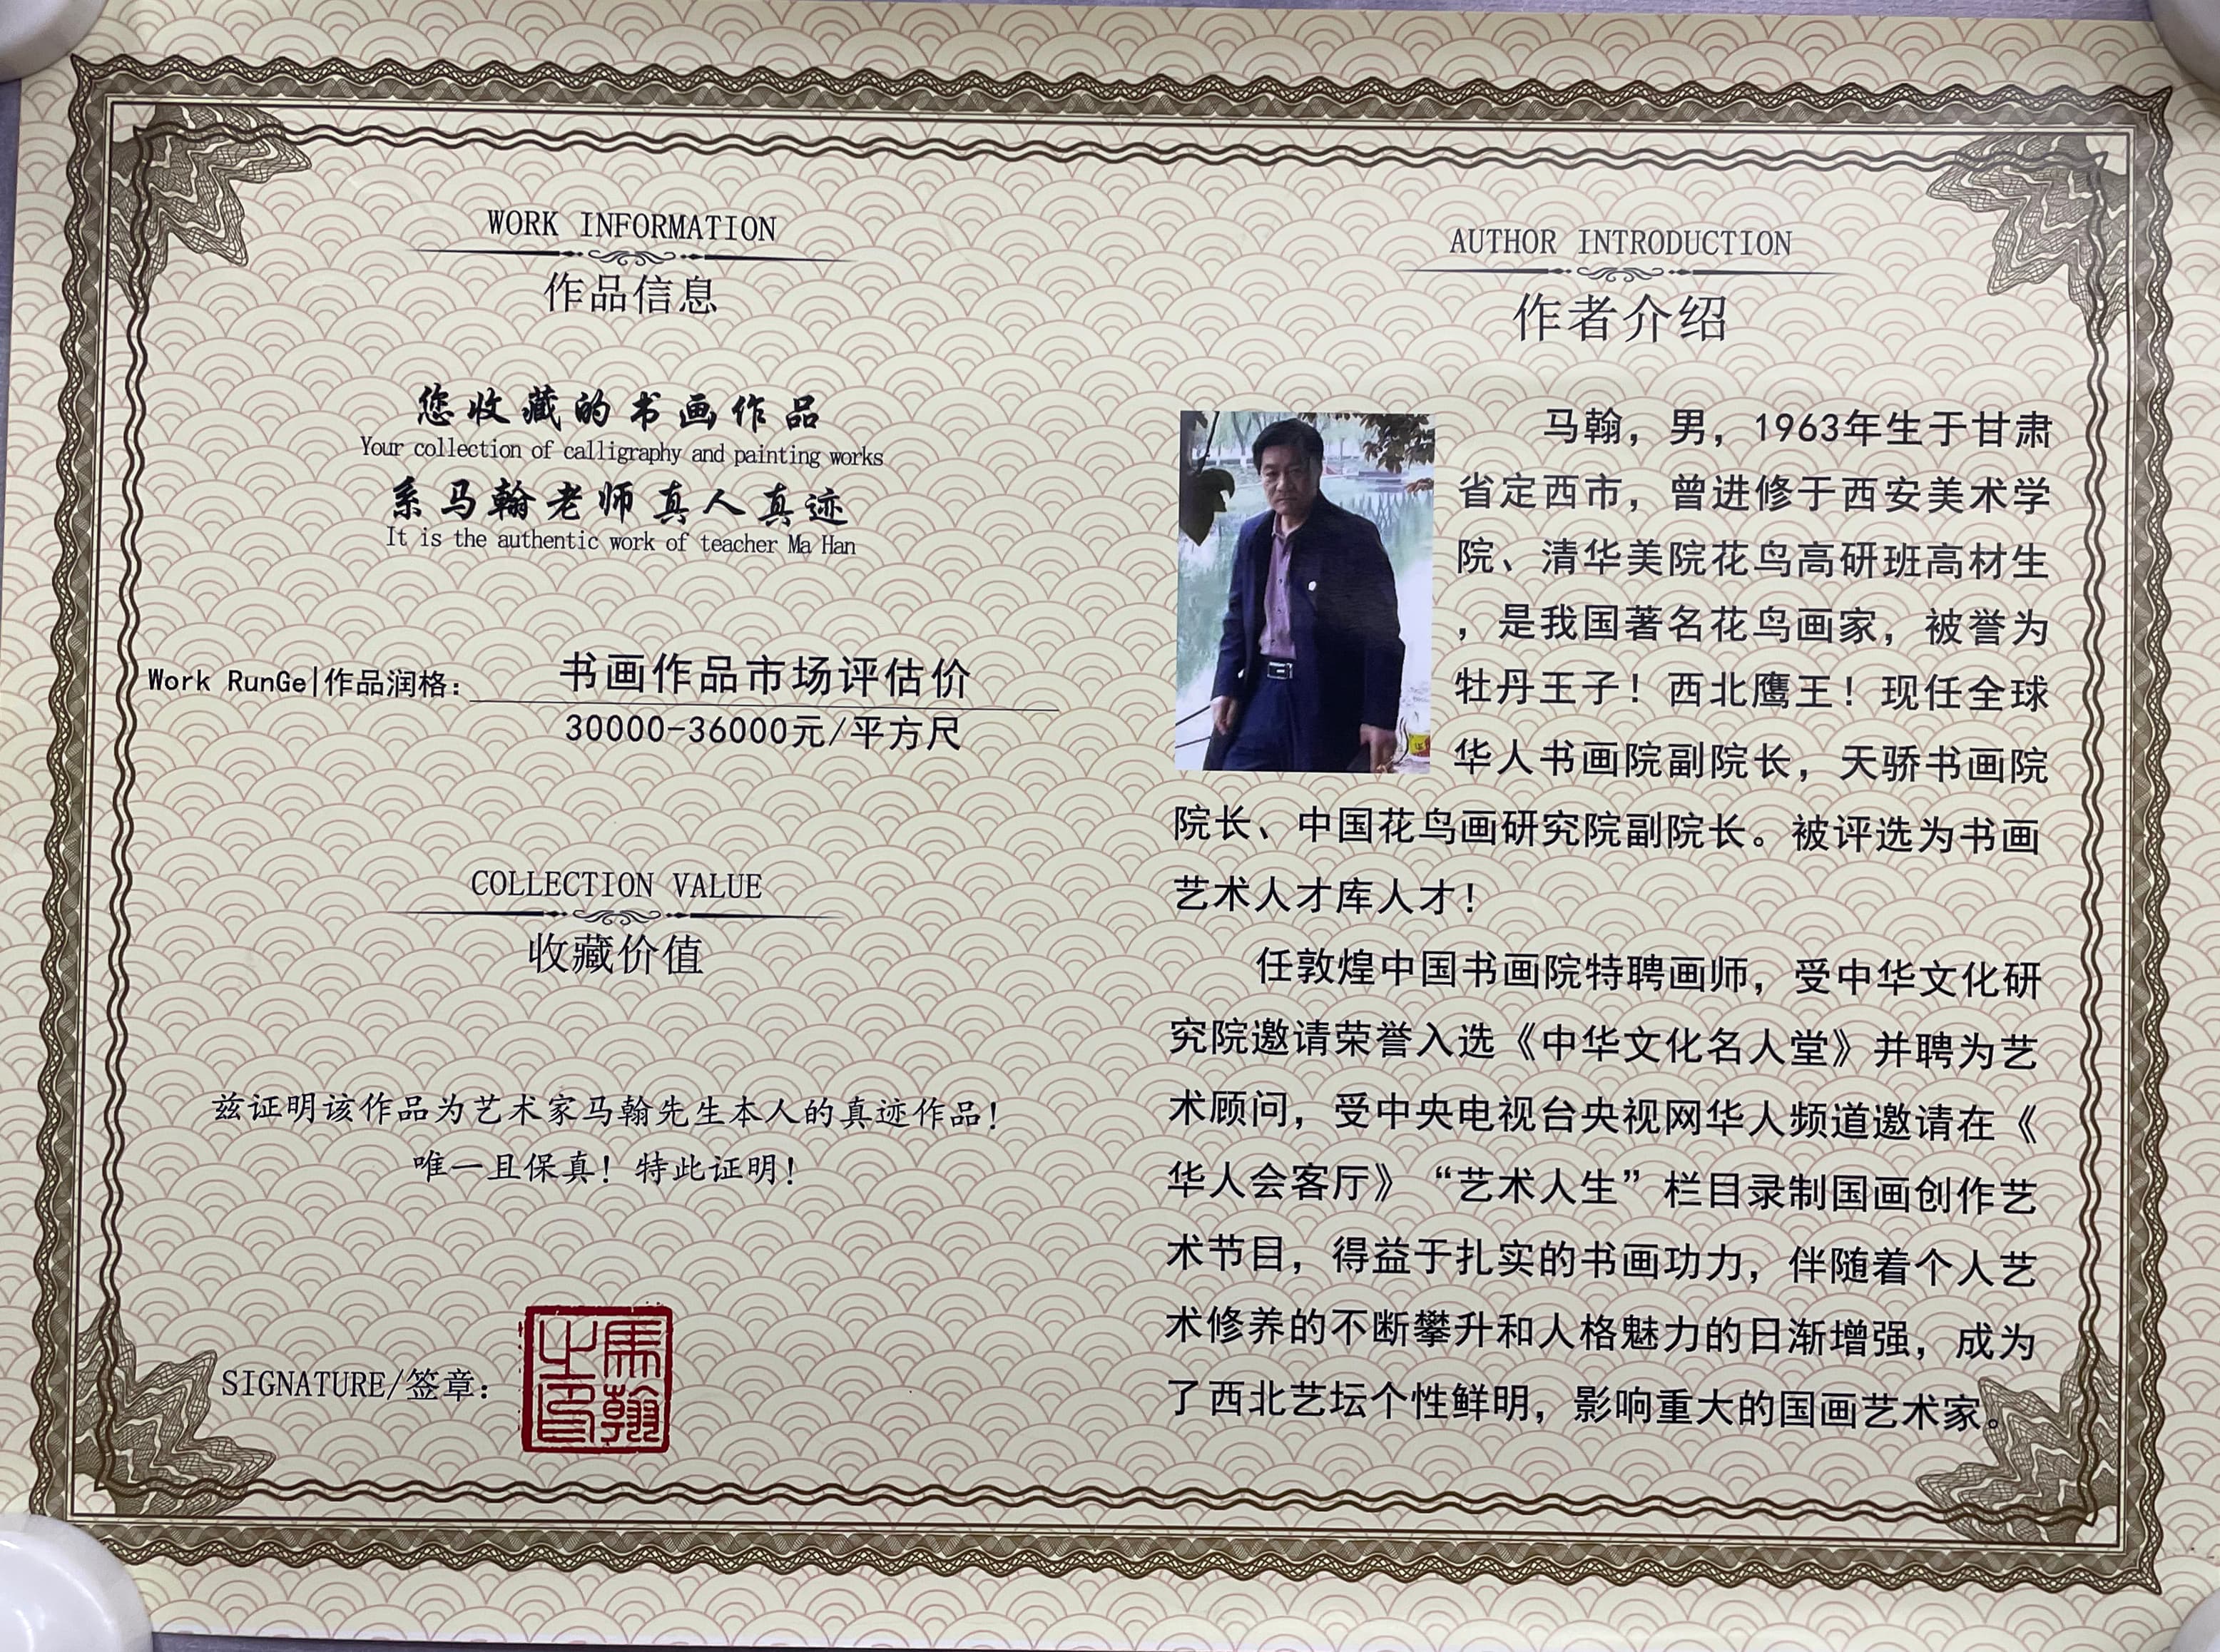 WORK INFORMATION
作品信息
您收藏的书画作品
Your collection of calligraphy and painting works
系马翰老师真人真迹
It is the authentic work of teacher Ma Han
Work RunGe|作品润格：书画作品市场评估价
30000-36000元/平方尺
COLLECTION VALUE
收藏价值
兹证明该作品为艺术家马翰先生本人的真迹作品！
唯一且保真！特此证明！
SIGNATURE/签章：
馬翰之印
AUTHOR INTRODUCTION
作者介绍
马翰，男，1963年生于甘肃
省定西市，曾进修于西安美术学
院、清华美院花鸟高研班高材生
，是我国著名花鸟画家，被誉为
牡丹王子！西北鹰王！现任全球
华人书画院副院长，天骄书画院
院长、中国花鸟画研究院副院长。被评选为书画
艺术人才库人才！
任敦煌中国书画院特聘画师，受中华文化研
究院邀请荣誉入选《中华文化名人堂》并聘为艺
术顾问，受中央电视台央视网华人频道邀请在《
华人会客厅》“艺术人生”栏目录制国画创作艺
术节目，得益于扎实的书画功力，伴随着个人艺
术修养的不断攀升和人格魅力的日渐增强，成为
了西北艺坛个性鲜明，影响重大的国画艺术家。